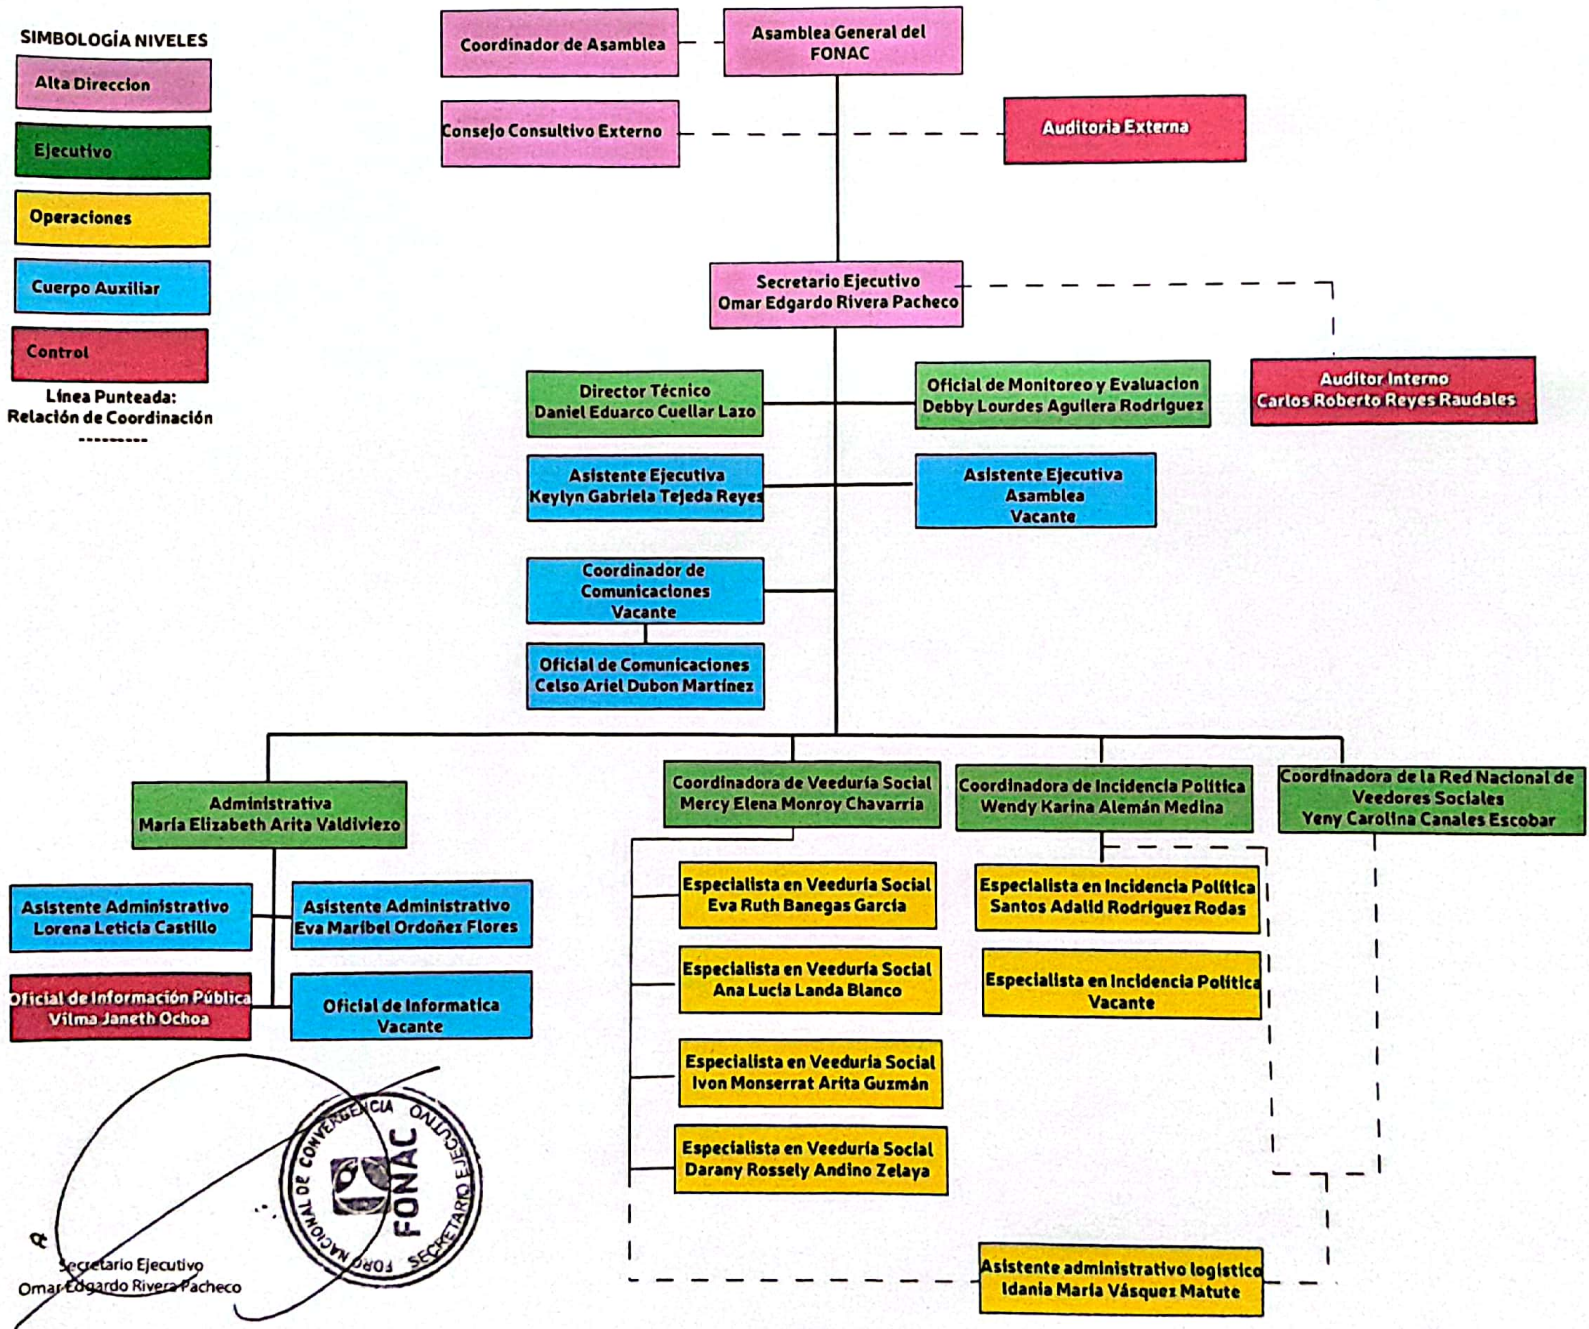 SIMBOLOGÍA NIVELES
Alta Direccion
Ejecutivo
Operaciones
Cuerpo Auxiliar
Control
Línea Punteada:
Relación de Coordinación
Coordinador de Asamblea
Asamblea General del
FONAC
Consejo Consultivo Externo
Auditoria Externa
Secretario Ejecutivo
Omar Edgardo Rivera Pacheco
Director Técnico
Daniel Eduarco Cuellar Lazo
Oficial de Monitoreo y Evaluacion
Debby Lourdes Aguilera Rodriguez
Auditor Interno
Carlos Roberto Reyes Raudales
Asistente Ejecutiva
Keylyn Gabriela Tejeda Reyes
Asistente Ejecutiva
Asamblea
Vacante
Coordinador de
Comunicaciones
Vacante
Oficial de Comunicaciones
Celso Ariel Dubon Martínez
Administrativa
María Elizabeth Arita Valdiviezo
Coordinadora de Veeduría Social
Mercy Elena Monroy Chavarria
Coordinadora de Incidencia Política
Wendy Karina Alemán Medina
Coordinadora de la Red Nacional de
Veedores Sociales
Yeny Carolina Canales Escobar
Asistente Administrativo
Lorena Leticia Castillo
Asistente Administrativo
Eva Maribel Ordoñez Flores
Oficial de Información Pública
Vilma Janeth Ochoa
Oficial de Informatica
Vacante
Especialista en Veeduría Social
Eva Ruth Banegas García
Especialista en Veeduría Social
Ana Lucía Landa Blanco
Especialista en Veeduría Social
Ivon Monserrat Arita Guzmán
Especialista en Veeduría Social
Darany Rossely Andino Zelaya
Especialista en Incidencia Política
Santos Adalid Rodríguez Rodas
Especialista en Incidencia Política
Vacante
Asistente administrativo logístico
Idania María Vásquez Matute
FORO NACIONAL DE CONVERGENCIA
FONAC
SECRETARIO EJECUTIVO
Secretario Ejecutivo
Omar Edgardo Rivera Pacheco